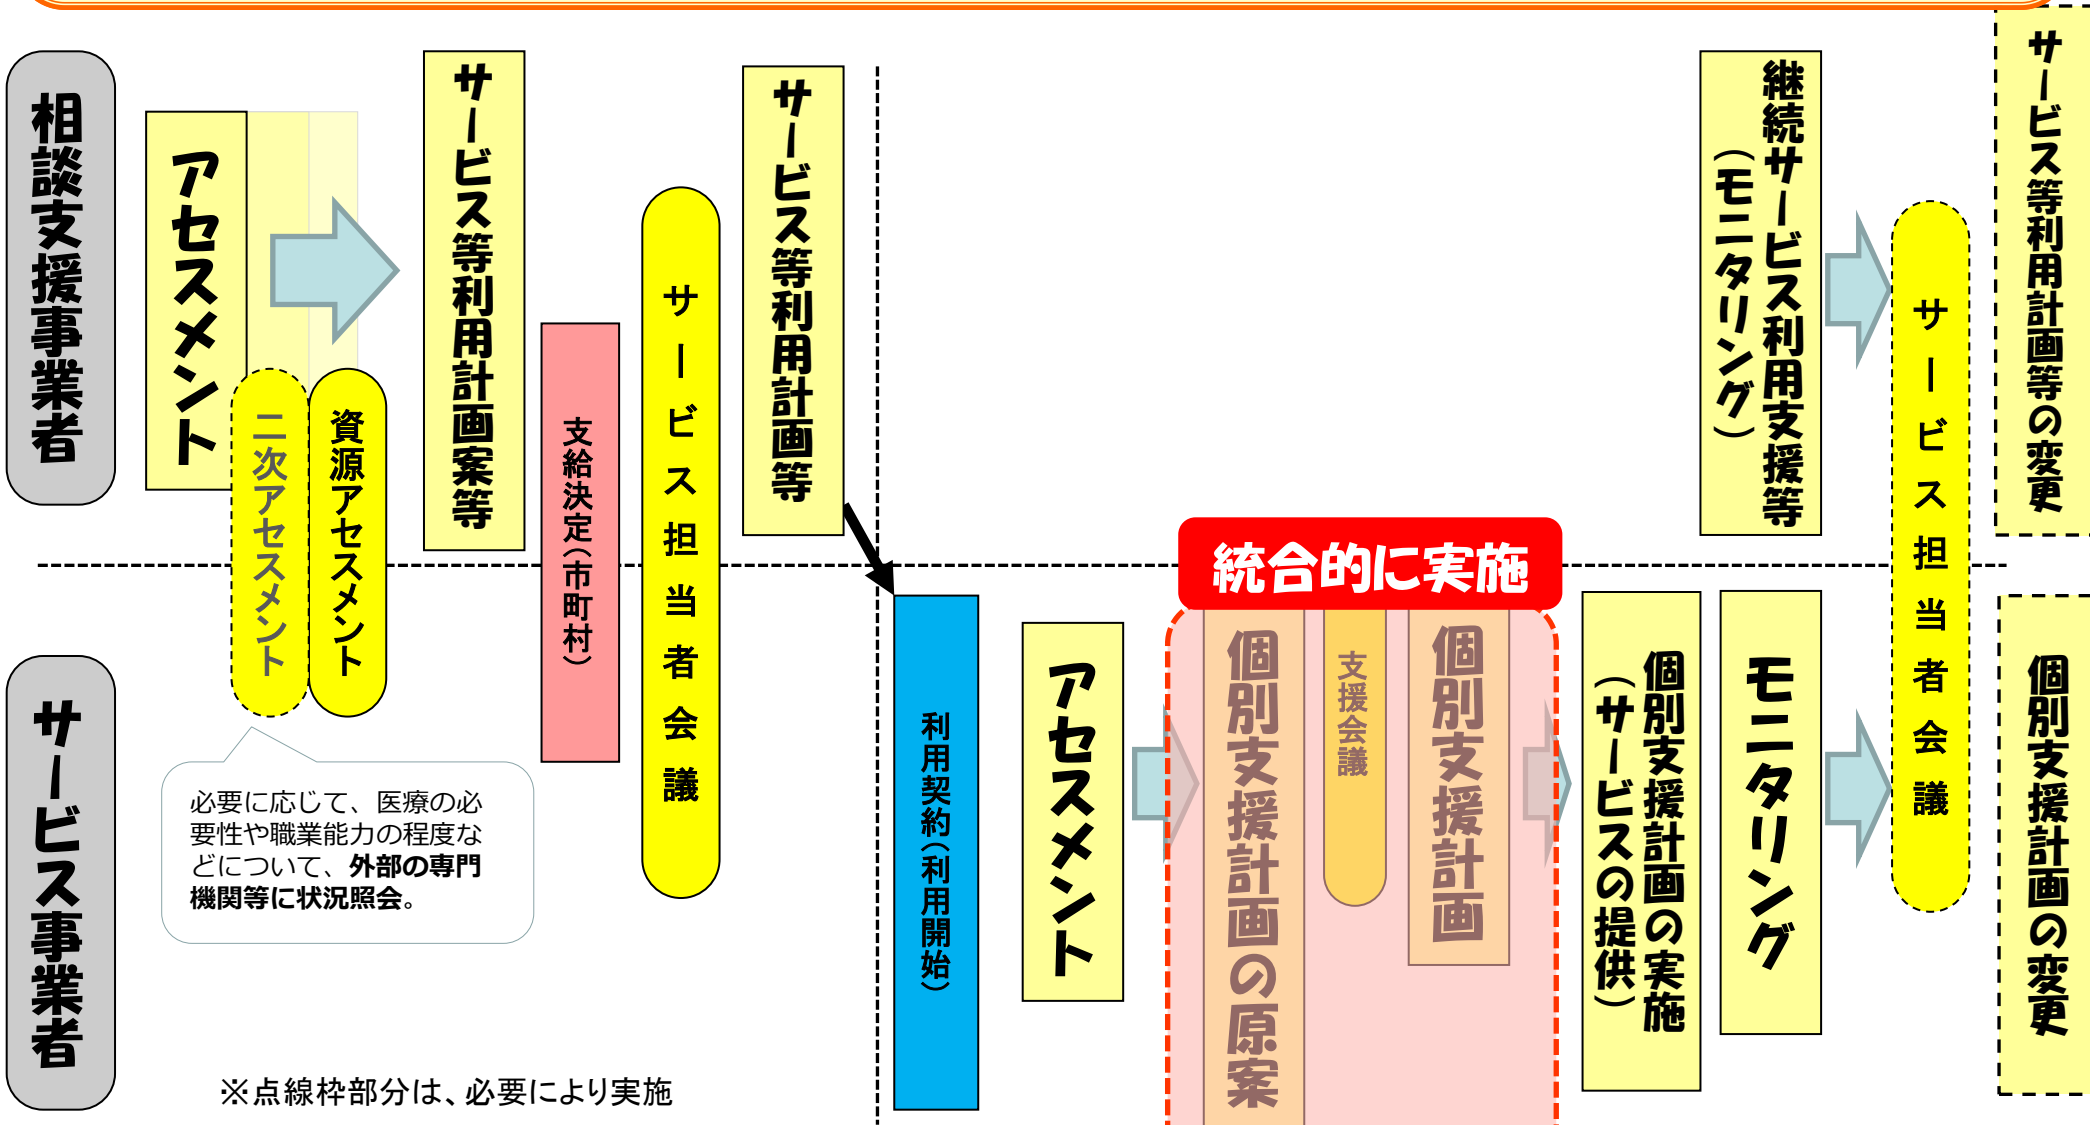 相談支援事業者
アセスメント
二次アセスメント
資源アセスメント
サービス等利用計画案等
支給決定(市町村)
サービス担当者会議
サービス等利用計画等
継続サービス利用支援等
(モニタリング)
サービス担当者会議
サービス等利用計画等の変更
統合的に実施
サービス事業者
必要に応じて、医療の必
要性や職業能力の程度な
どについて、外部の専門
機関等に状況照会。
利用契約(利用開始)
アセスメント
個別支援計画の原案
支援会議
個別支援計画
個別支援計画の実施
(サービスの提供)
モニタリング
個別支援計画の変更
※点線枠部分は、必要により実施